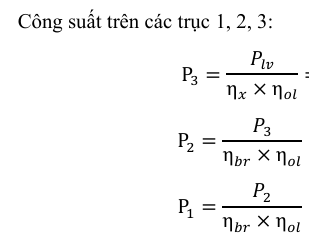 Công suất trên các trục 1, 2, 3:
P₃ = P_lv / (η_x × η_ol) =
P₂ = P₃ / (η_br × η_ol)
P₁ = P₂ / (η_br × η_ol)